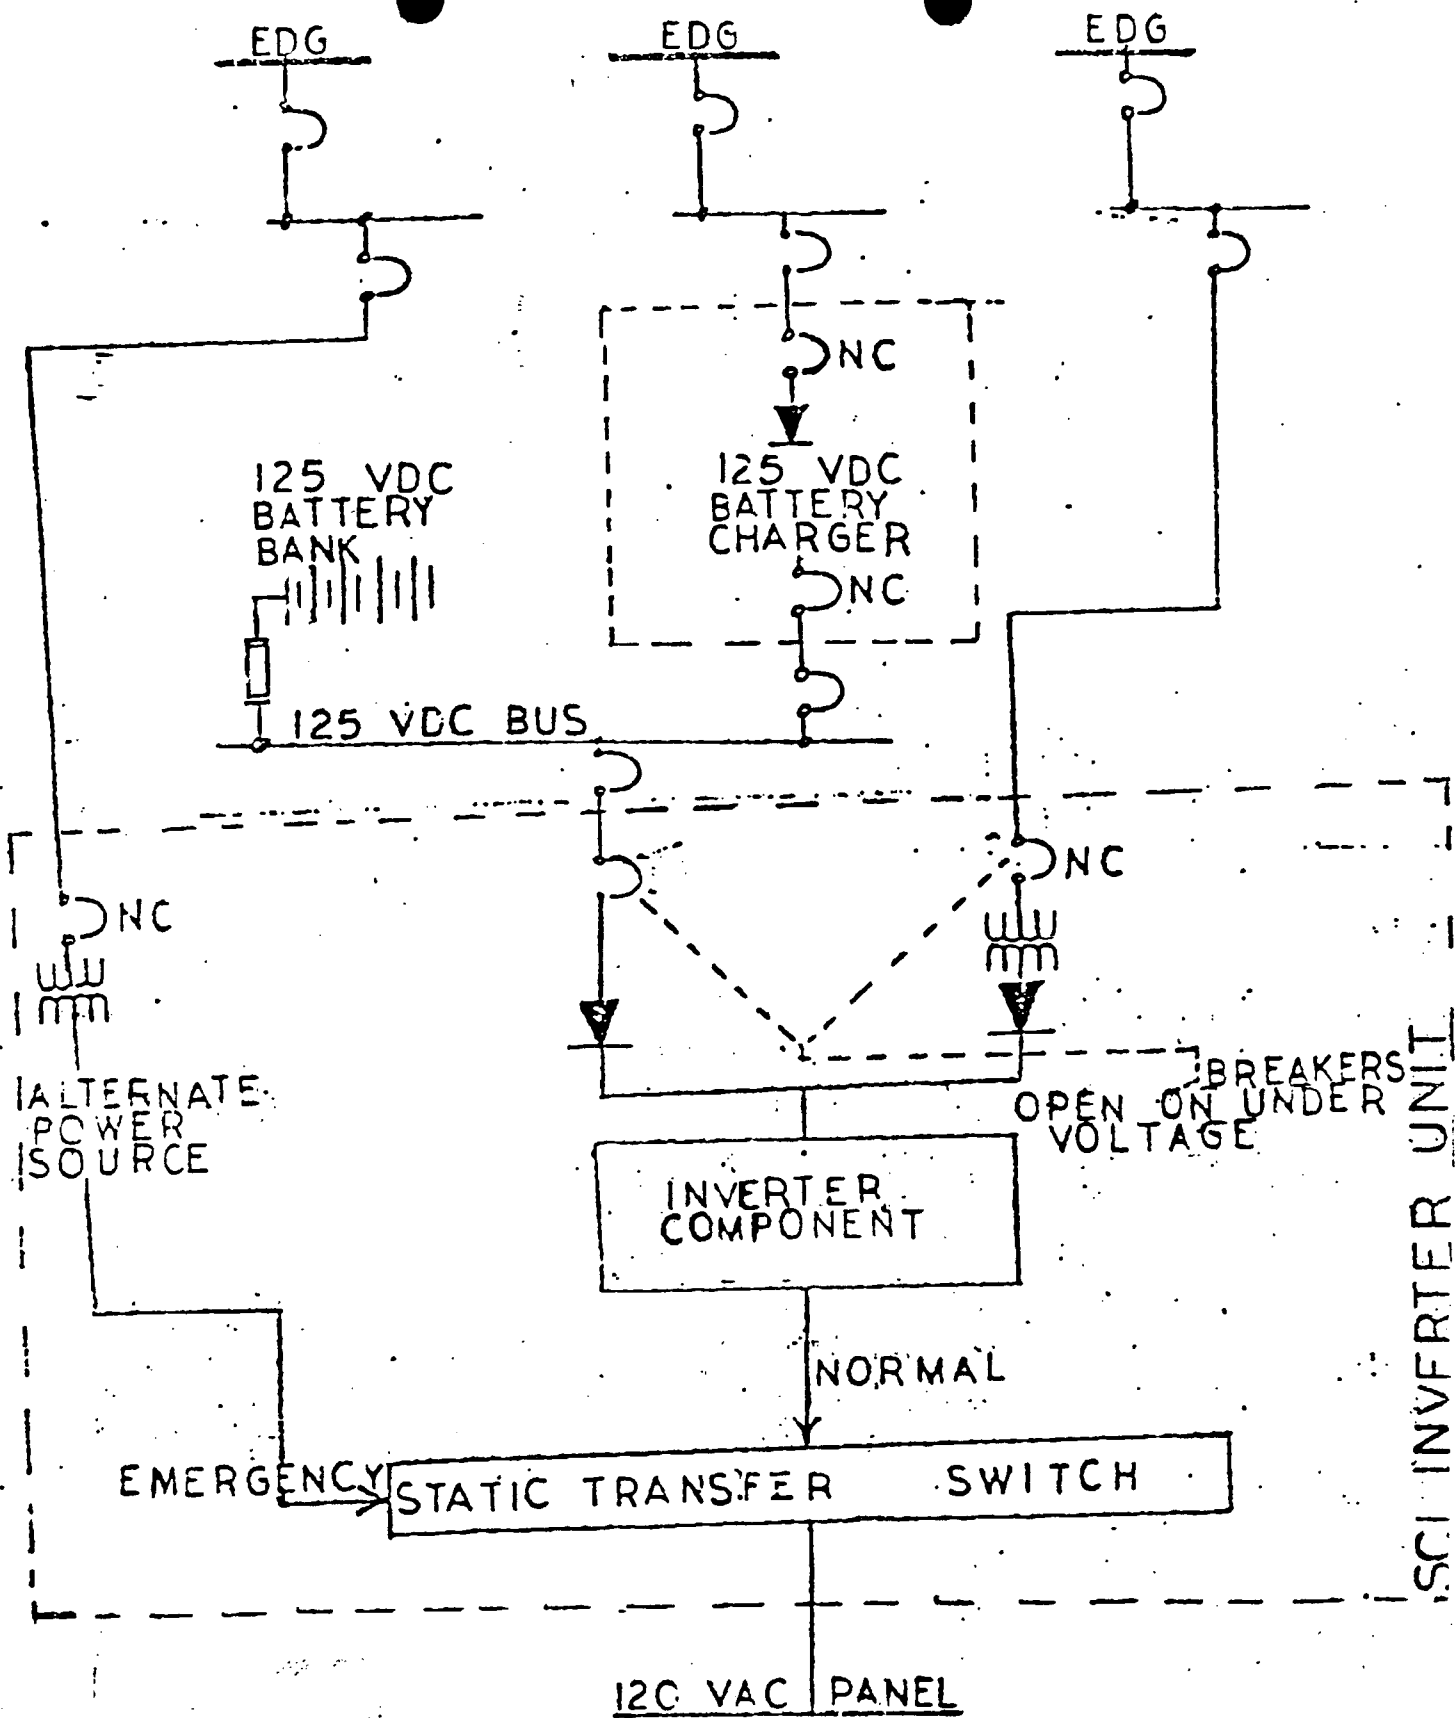 EDG
EDG
EDG
NC
125 VDC
BATTERY
BANK
125 VDC
BATTERY
CHARGER
NC
125 VDC BUS
NC
NC
ALTERNATE
POWER
SOURCE
BREAKERS
OPEN ON UNDER
VOLTAGE
INVERTER
COMPONENT
NORMAL
EMERGENCY
STATIC TRANSFER SWITCH
SCI INVERTER UNIT
120 VAC PANEL